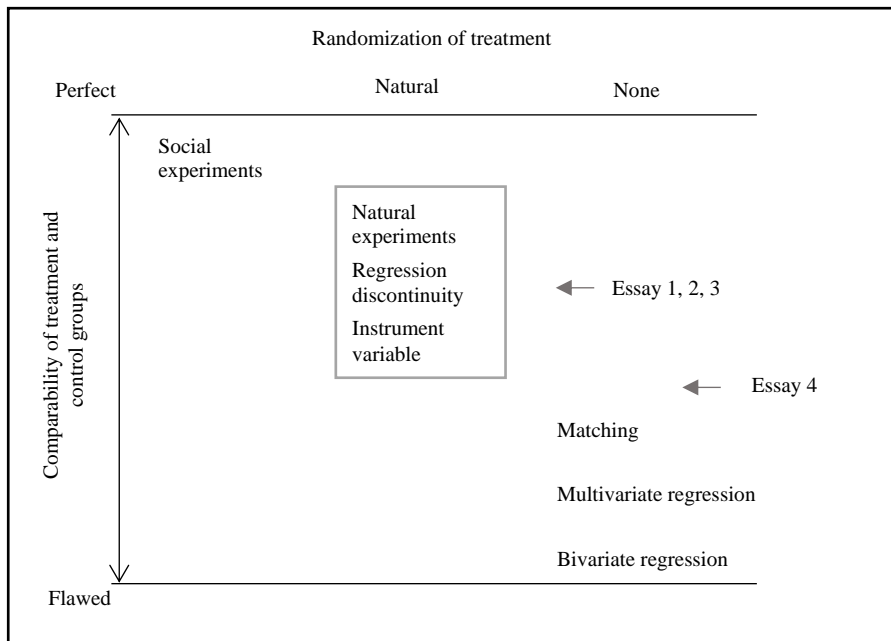 Randomization of treatment
Perfect
Natural
None
Social
experiments
Natural
experiments
Regression
discontinuity
Instrument
variable
Essay 1, 2, 3
Essay 4
Matching
Multivariate regression
Bivariate regression
Flawed
Comparability of treatment and
control groups